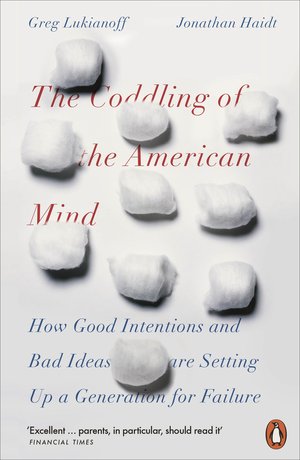 Greg Lukianoff Jonathan Haidt
The Coddling of
the American
Mind
How Good Intentions and
Bad Ideas are Setting
Up a Generation for Failure
‘Excellent ... parents, in particular, should read it’
FINANCIAL TIMES